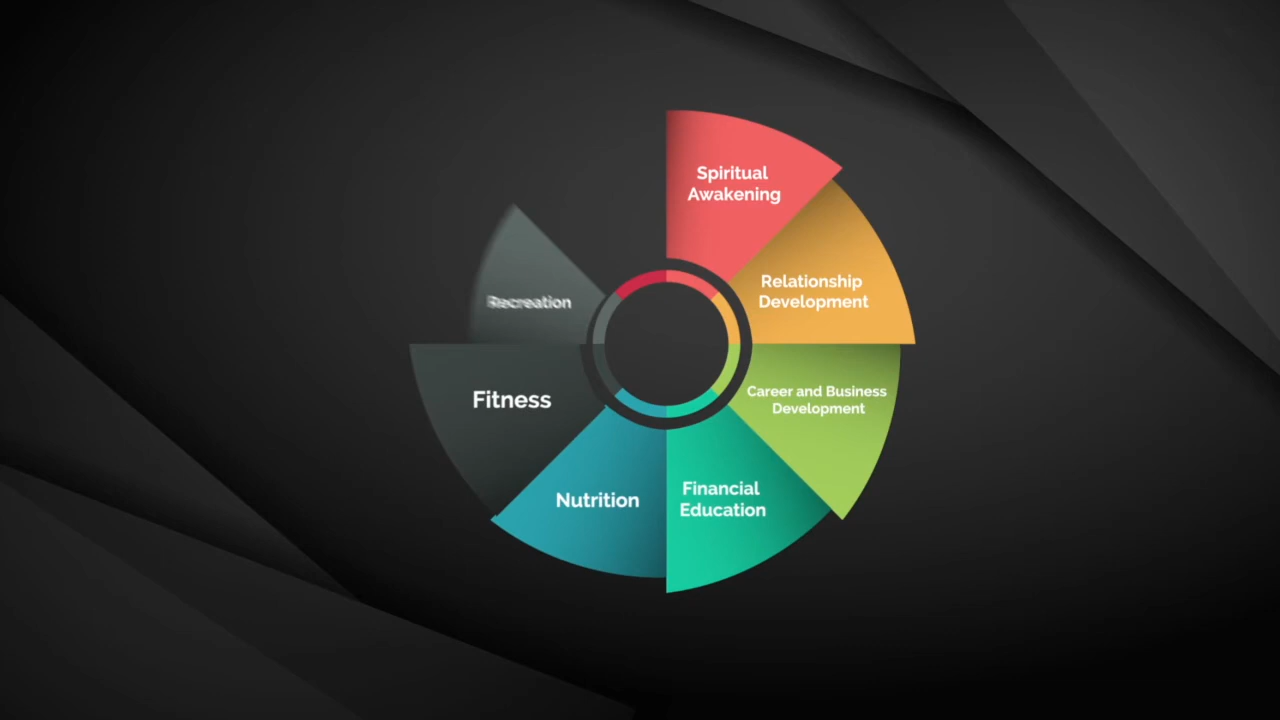 Spiritual
Awakening
Relationship
Development
Career and Business
Development
Financial
Education
Nutrition
Fitness
Recreation